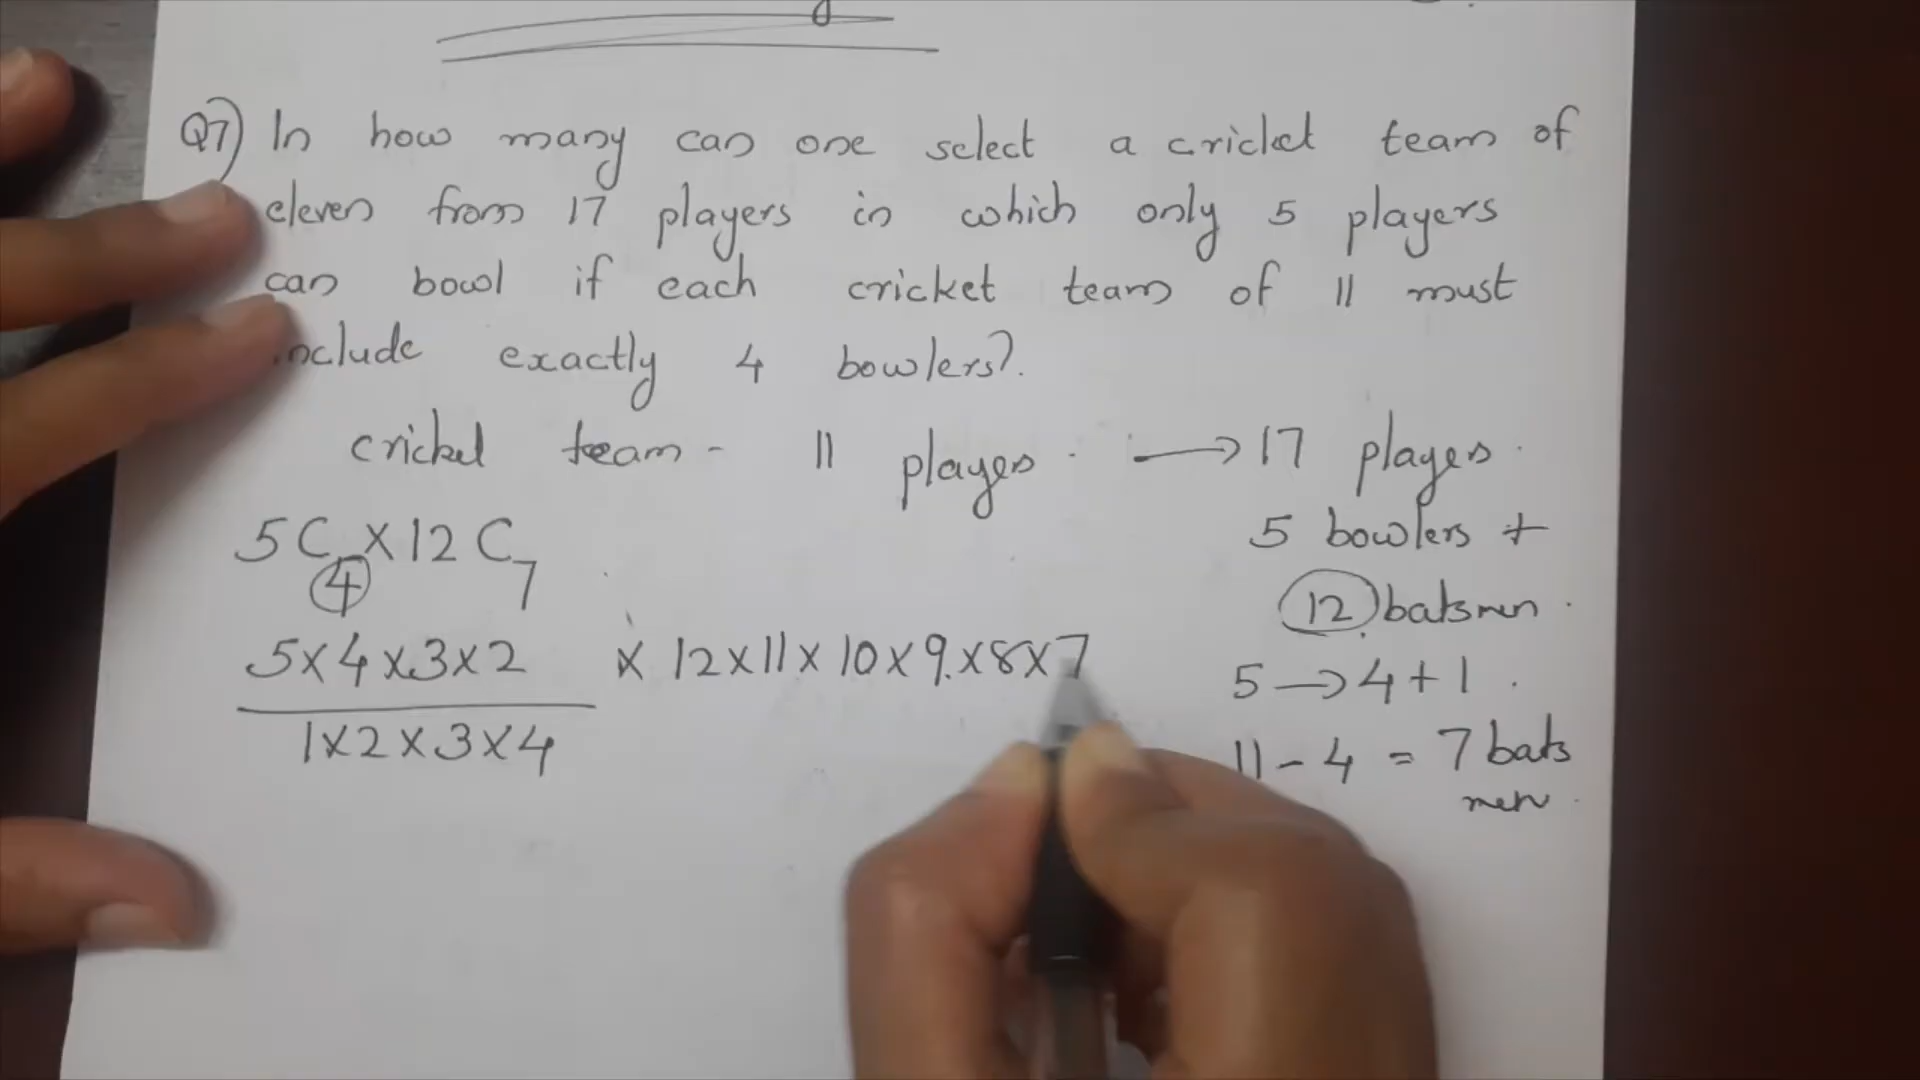 Q7) In how many can one select a cricket team of
eleven from 17 players in which only 5 players
can bowl if each cricket team of 11 must
include exactly 4 bowlers?.
cricket team - 11 players. → 17 players.
5C4 × 12C7
5 bowlers +
12 batsmen.
5×4×3×2 × 12×11×10×9×8×7
1×2×3×4
5 → 4+1.
11-4 = 7 bats
men.